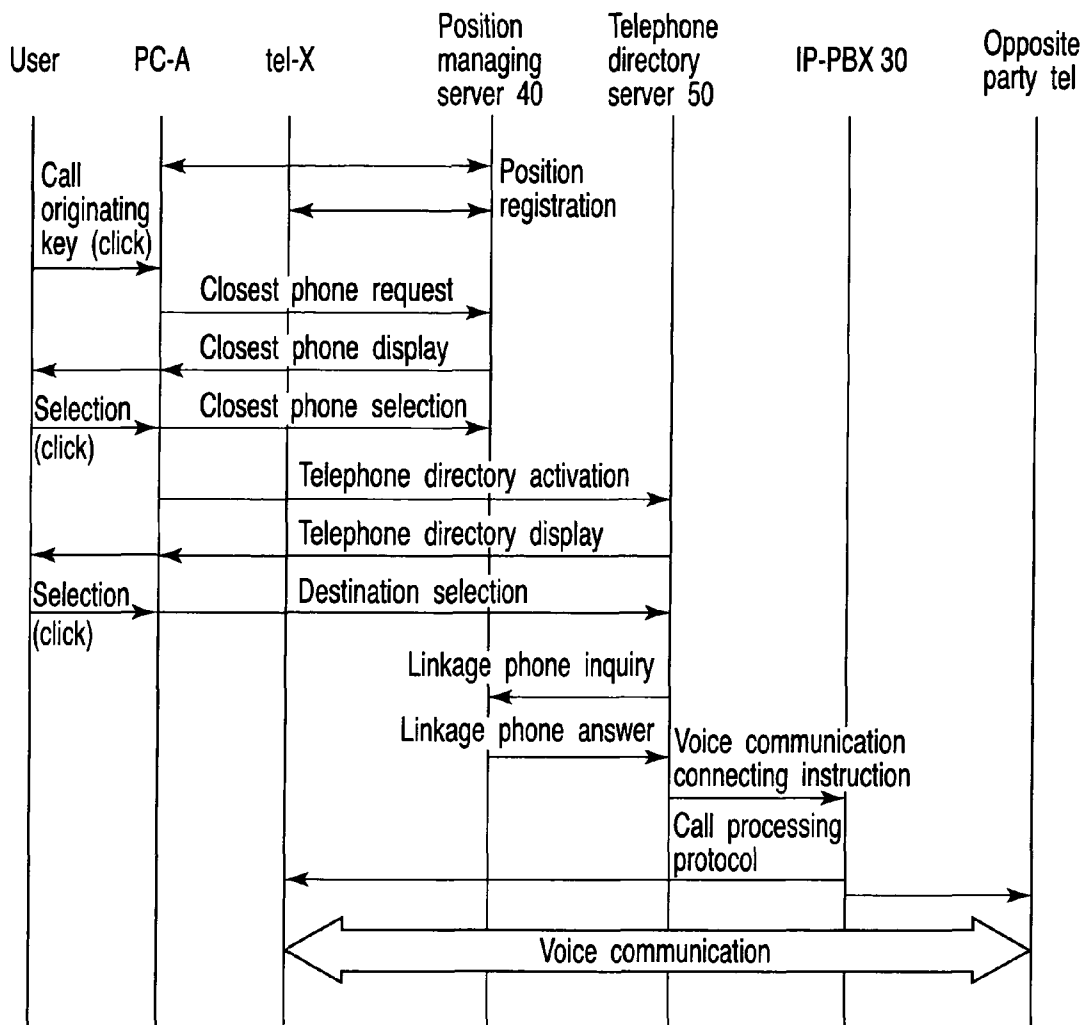 User
PC-A
tel-X
Position
managing
server 40
Telephone
directory
server 50
IP-PBX 30
Opposite
party tel
Position
registration
Call
originating
key (click)
Closest phone request
Closest phone display
Selection
(click)
Closest phone selection
Telephone directory activation
Telephone directory display
Selection
(click)
Destination selection
Linkage phone inquiry
Linkage phone answer
Voice communication
connecting instruction
Call processing
protocol
Voice communication